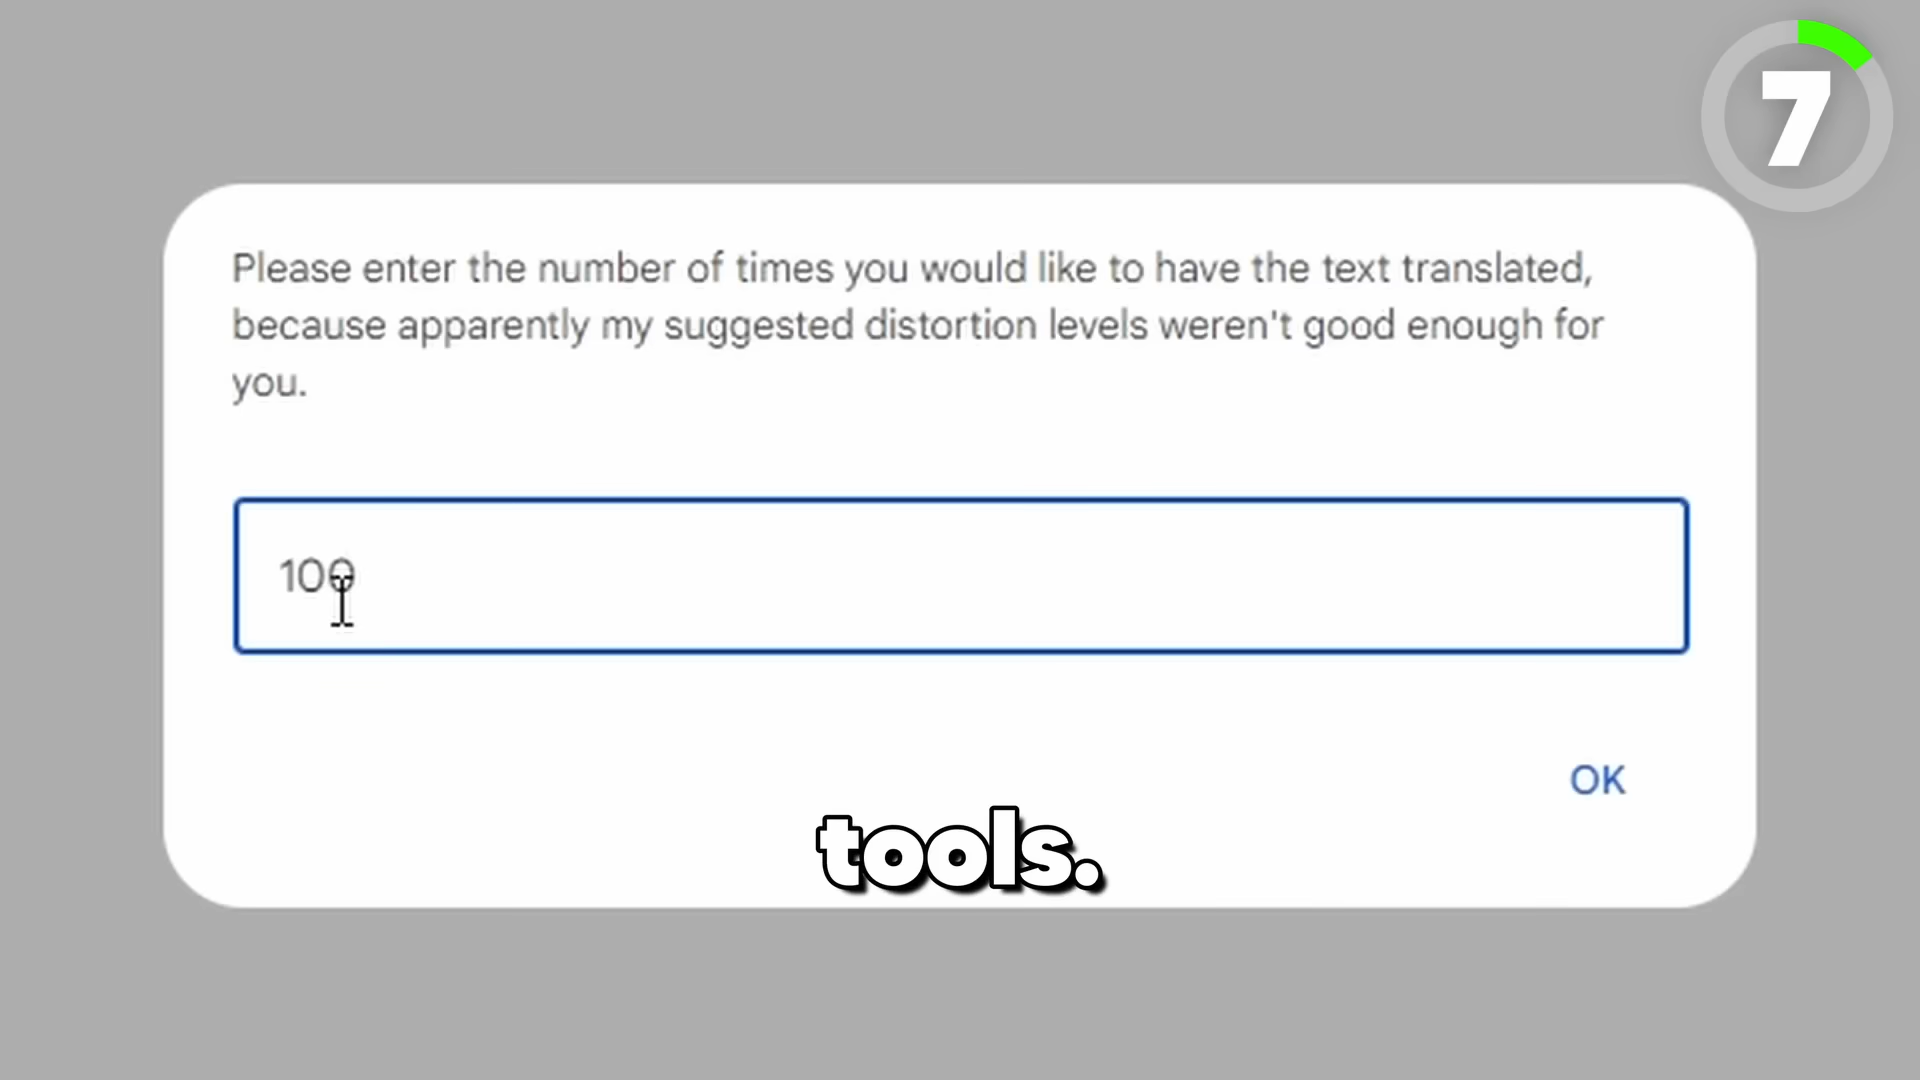 7
Please enter the number of times you would like to have the text translated,
because apparently my suggested distortion levels weren't good enough for
you.
100
OK
tools.